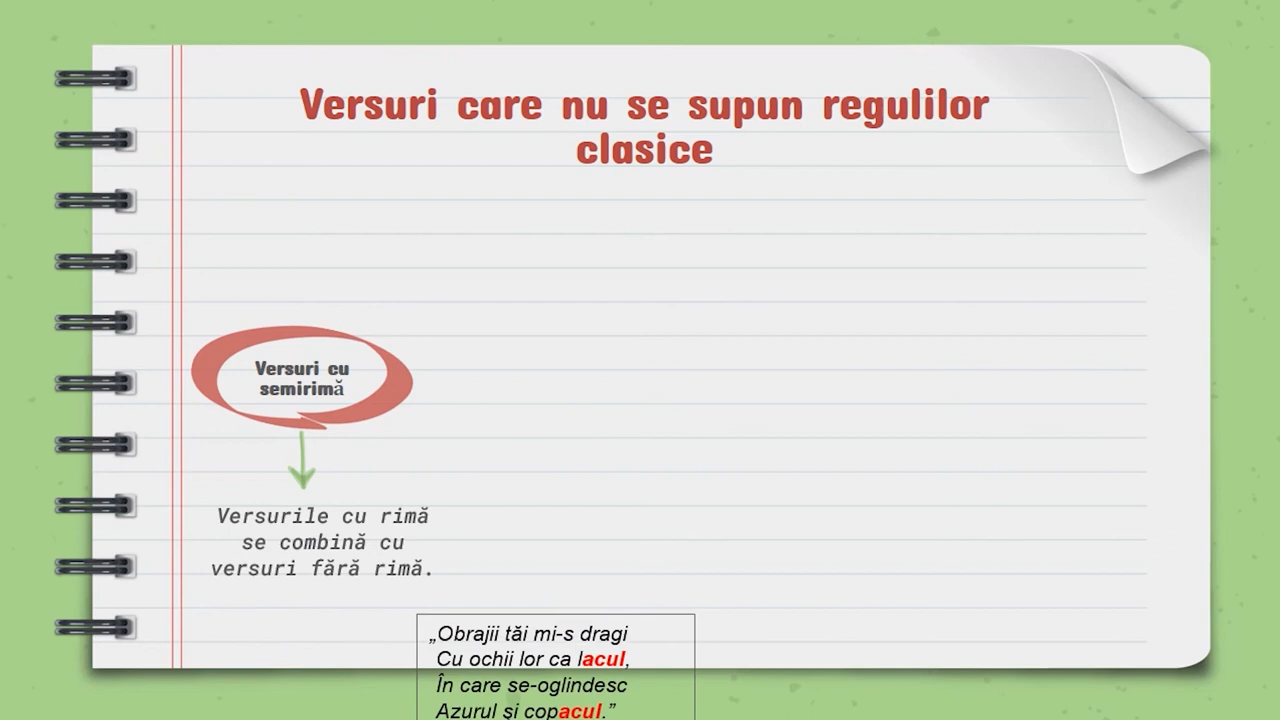 Versuri care nu se supun regulilor
clasice
Versuri cu
semirimă
Versurile cu rimă
se combină cu
versuri fără rimă.
„Obrajii tăi mi-s dragi
Cu ochii lor ca lacul,
În care se-oglindesc
Azurul şi copacul.”